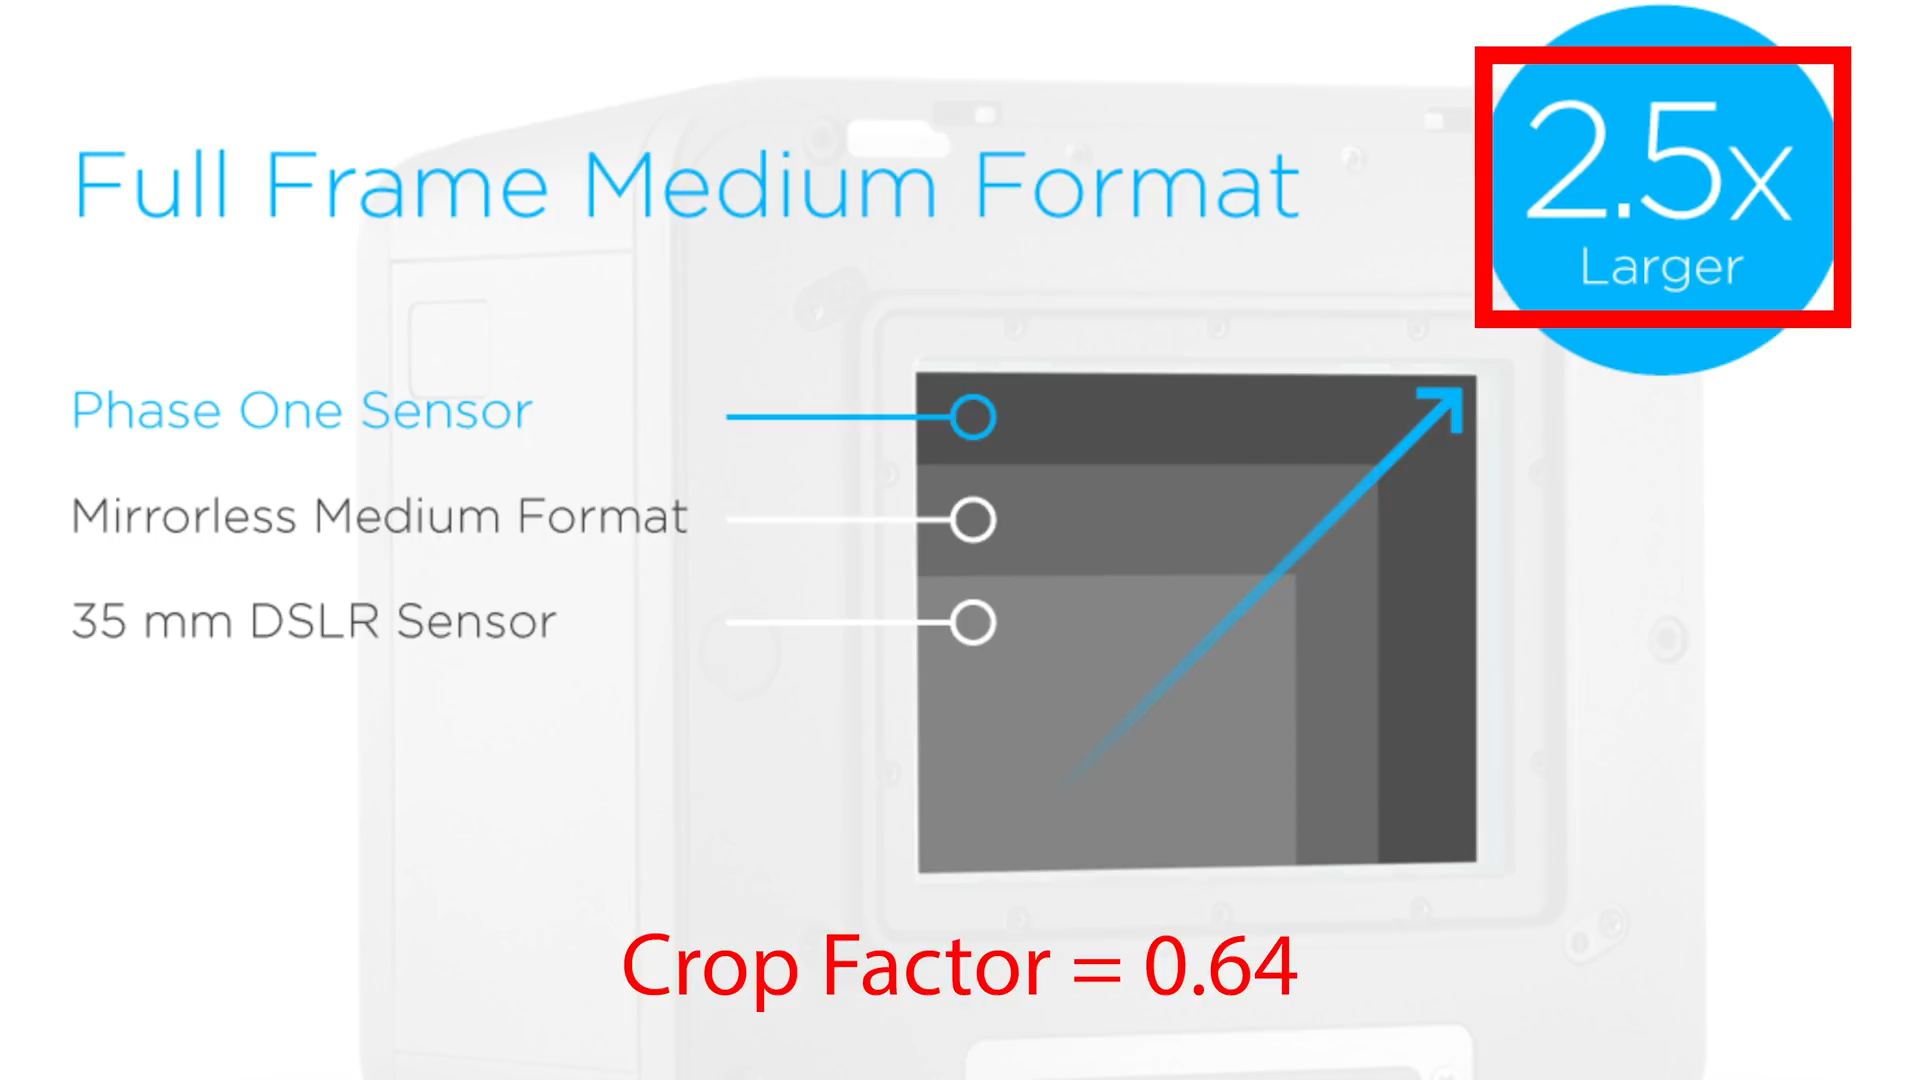 Full Frame Medium Format
2.5x
Larger
Phase One Sensor
Mirrorless Medium Format
35 mm DSLR Sensor
Crop Factor = 0.64